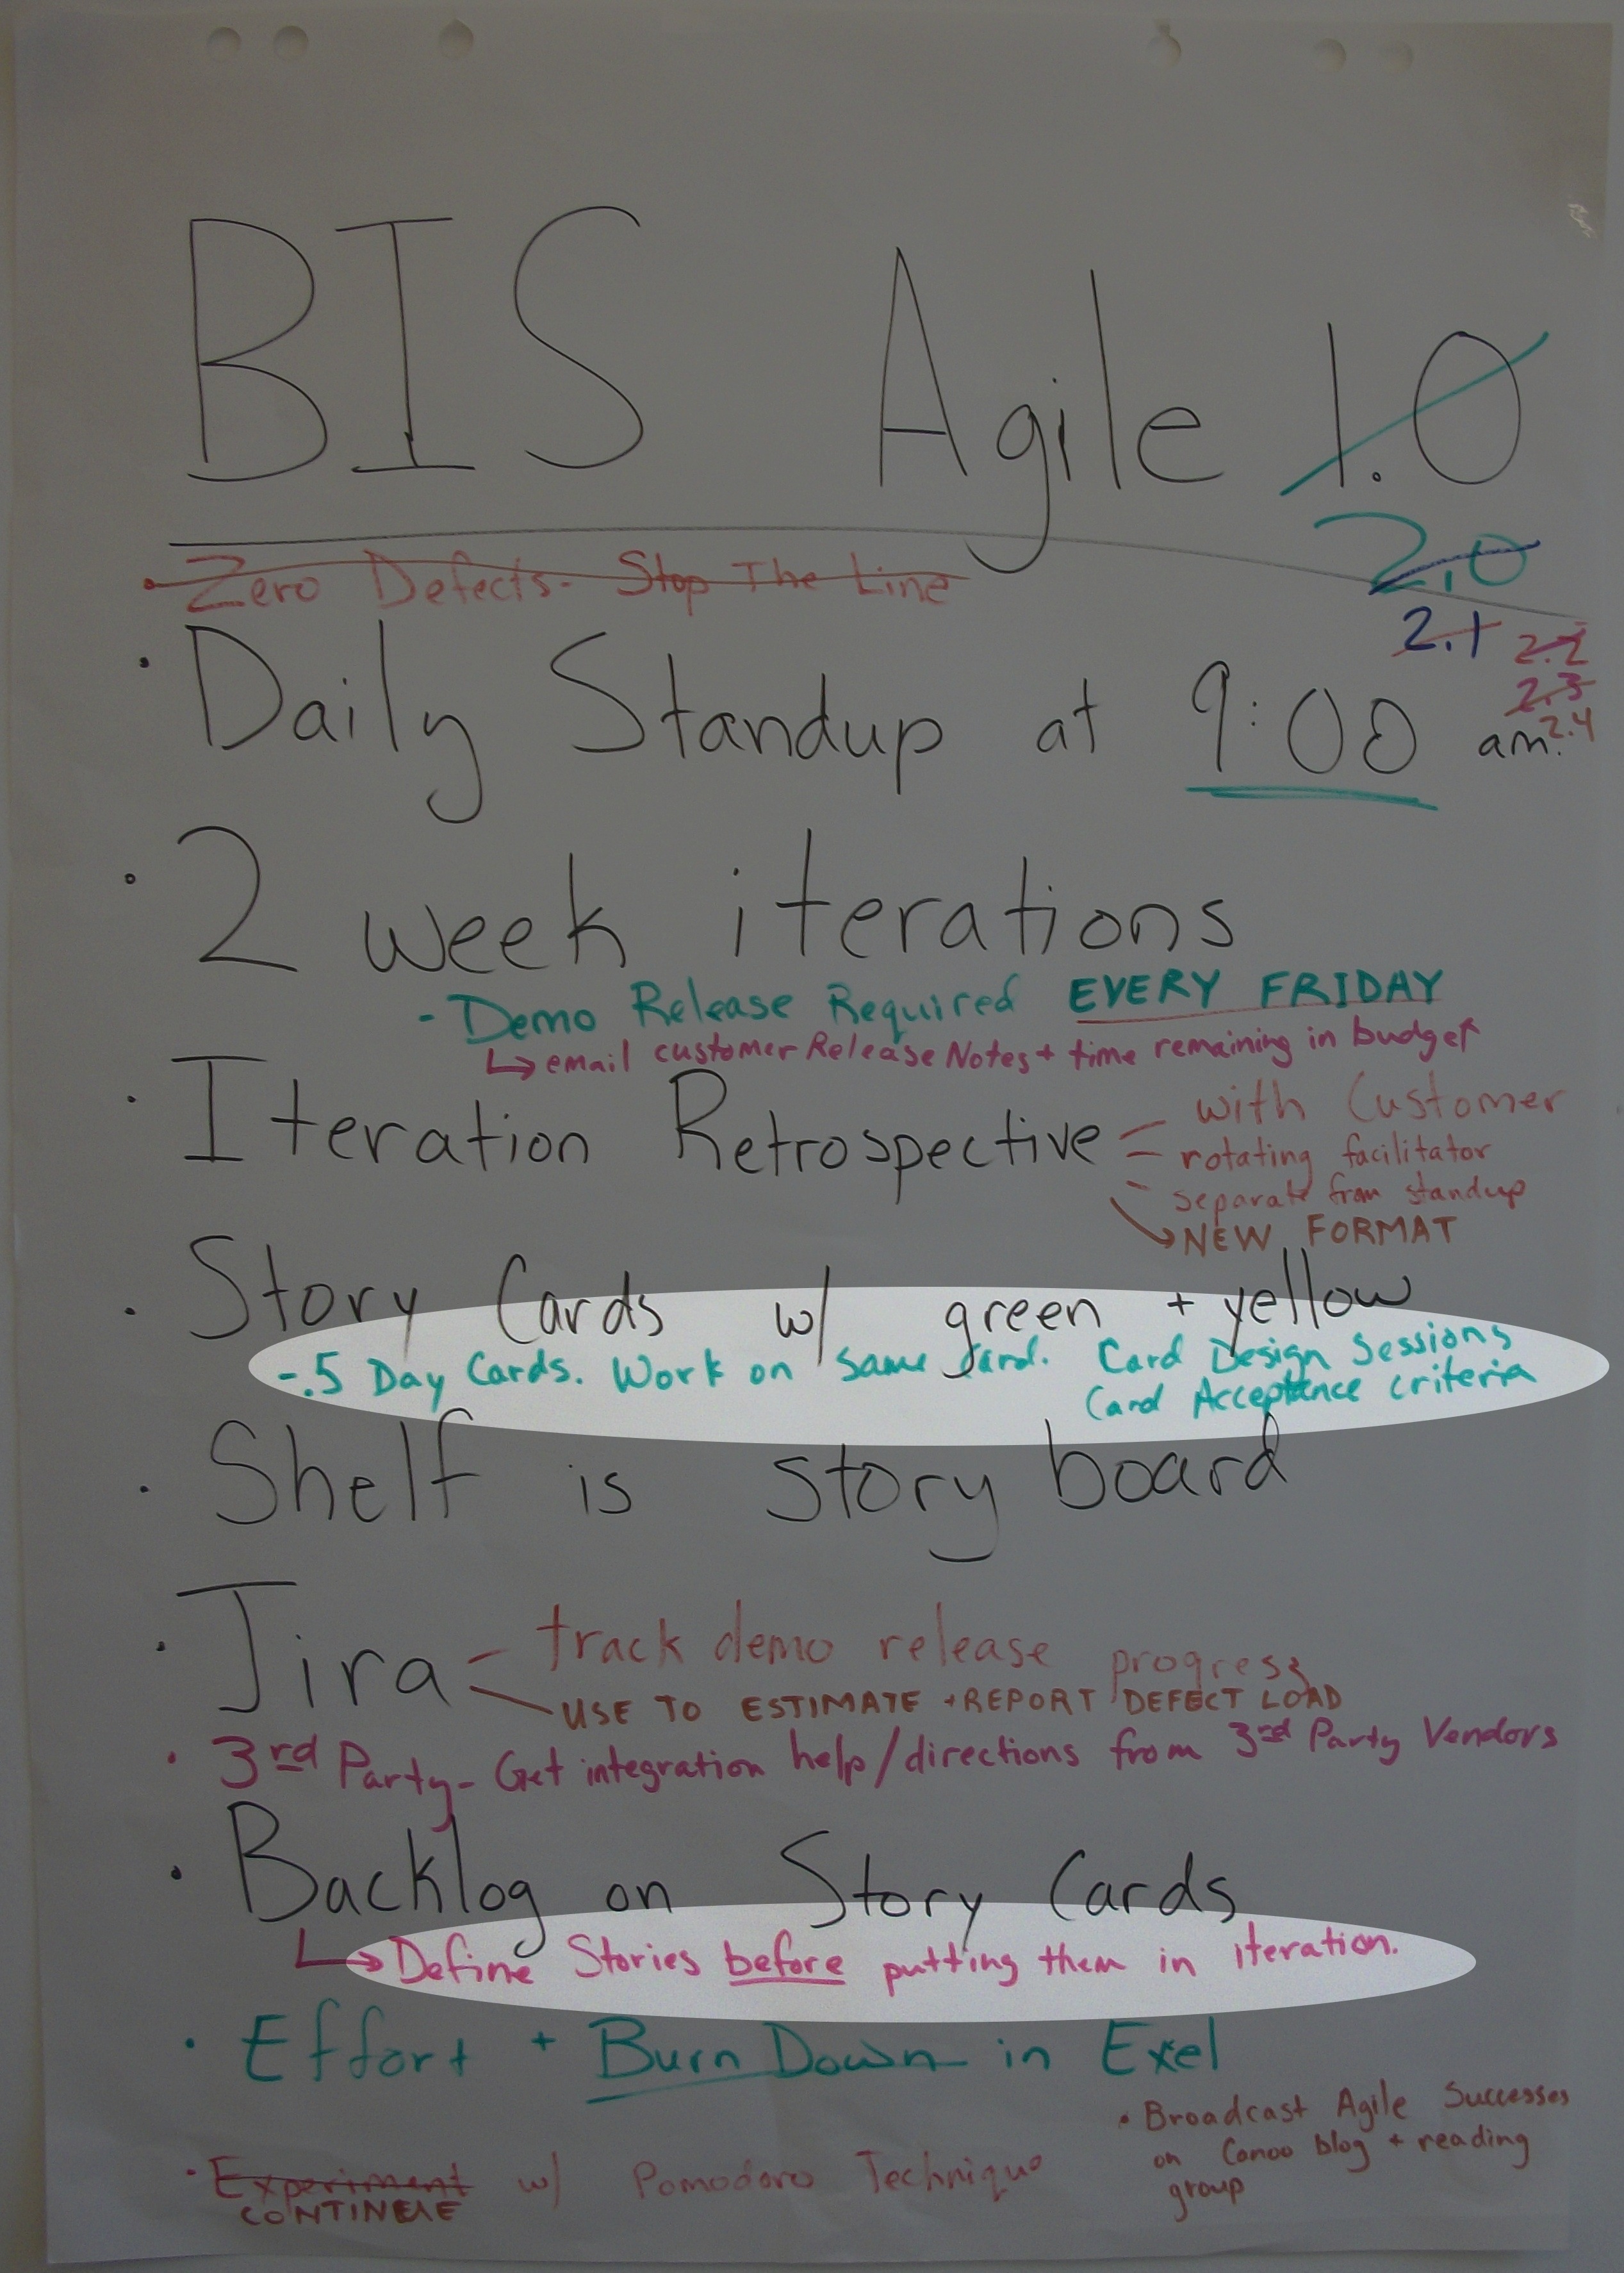 BIS Agile 1.0
2.0
2.1 2.2
2.3
2.4
• Zero Defects - Stop The Line
• Daily Standup at 9:00 am.
• 2 week iterations
- Demo Release Required EVERY FRIDAY
↳ email customer Release Notes + time remaining in budget
• Iteration Retrospective - with Customer
- rotating facilitator
- separate from standup
↘ NEW FORMAT
• Story Cards w/ green + yellow
- .5 Day Cards. Work on same card. Card Design Sessions
Card Acceptance criteria
• Shelf is story board
• Jira - track demo release progress
USE TO ESTIMATE + REPORT DEFECT LOAD
• 3rd Party - Get integration help/directions from 3rd Party Vendors
• Backlog on Story Cards
↳ Define Stories before putting them in iteration.
• Effort + Burn Down in Exel
• Broadcast Agile Successes
on Canoo blog + reading
group
• Experiment w/ Pomodoro Technique
CONTINUE